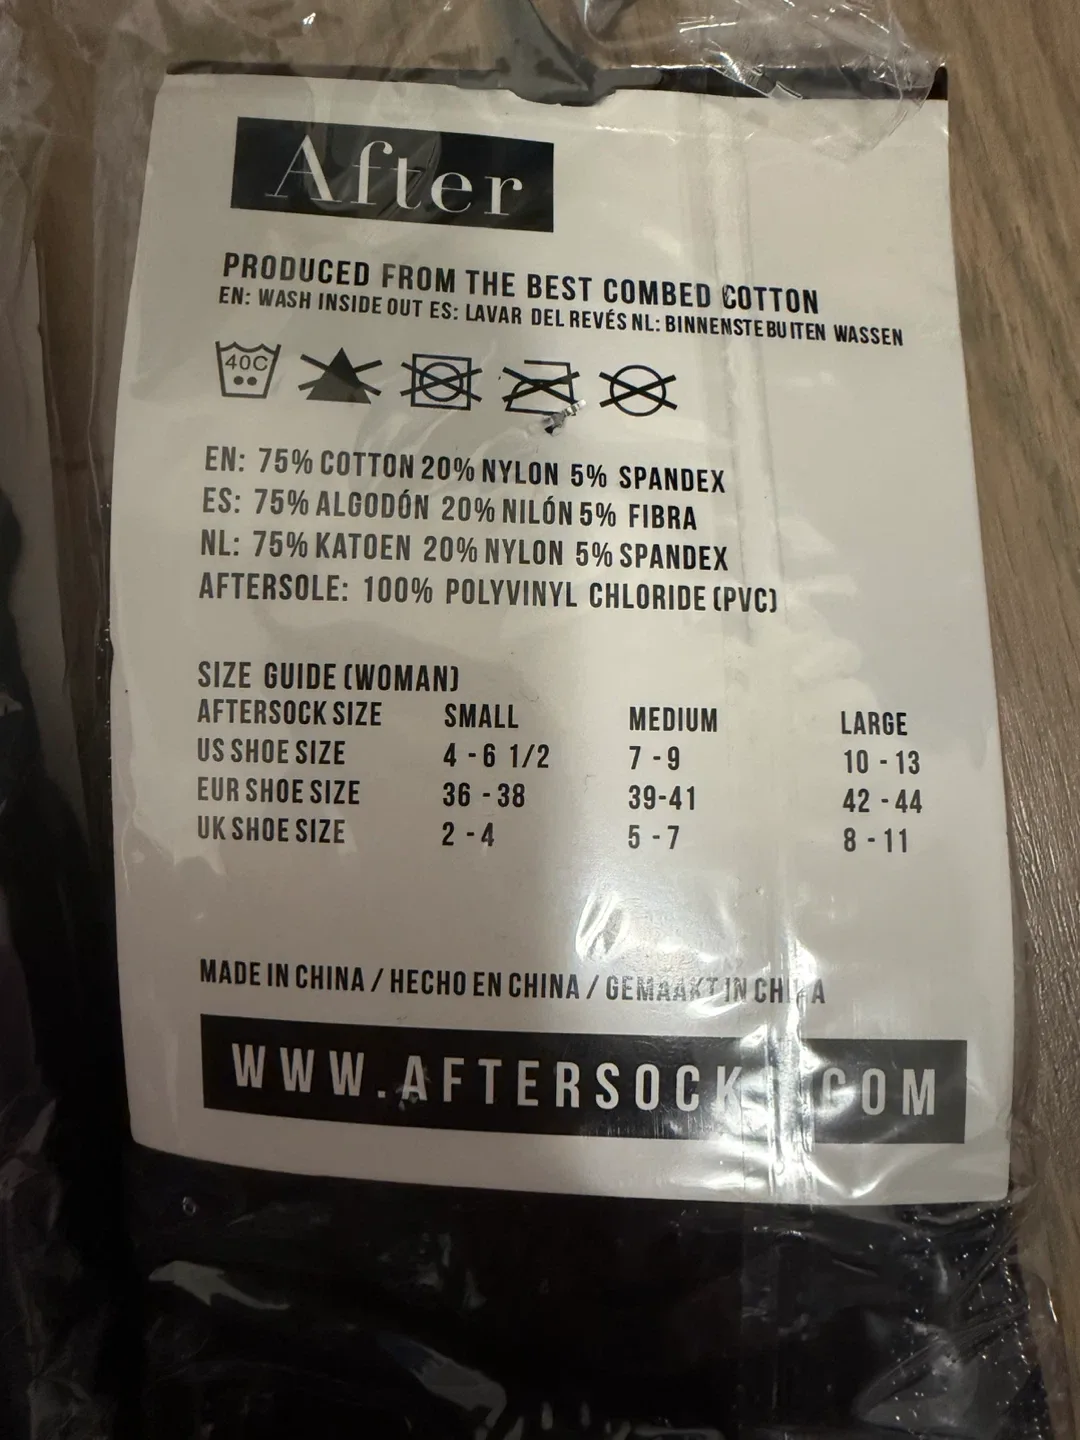 After
PRODUCED FROM THE BEST COMBED COTTON
EN: WASH INSIDE OUT ES: LAVAR DEL REVÉS NL: BINNENSTEBUITEN WASSEN
40C
EN: 75% COTTON 20% NYLON 5% SPANDEX
ES: 75% ALGODÓN 20% NILÓN 5% FIBRA
NL: 75% KATOEN 20% NYLON 5% SPANDEX
AFTERSOLE: 100% POLYVINYL CHLORIDE (PVC)
SIZE GUIDE (WOMAN)
AFTERSOCK SIZE SMALL MEDIUM LARGE
US SHOE SIZE 4 - 6 1/2 7 - 9 10 - 13
EUR SHOE SIZE 36 - 38 39-41 42 - 44
UK SHOE SIZE 2 - 4 5 - 7 8 - 11
MADE IN CHINA / HECHO EN CHINA / GEMAAKT IN CHINA
WWW.AFTERSOCK.COM